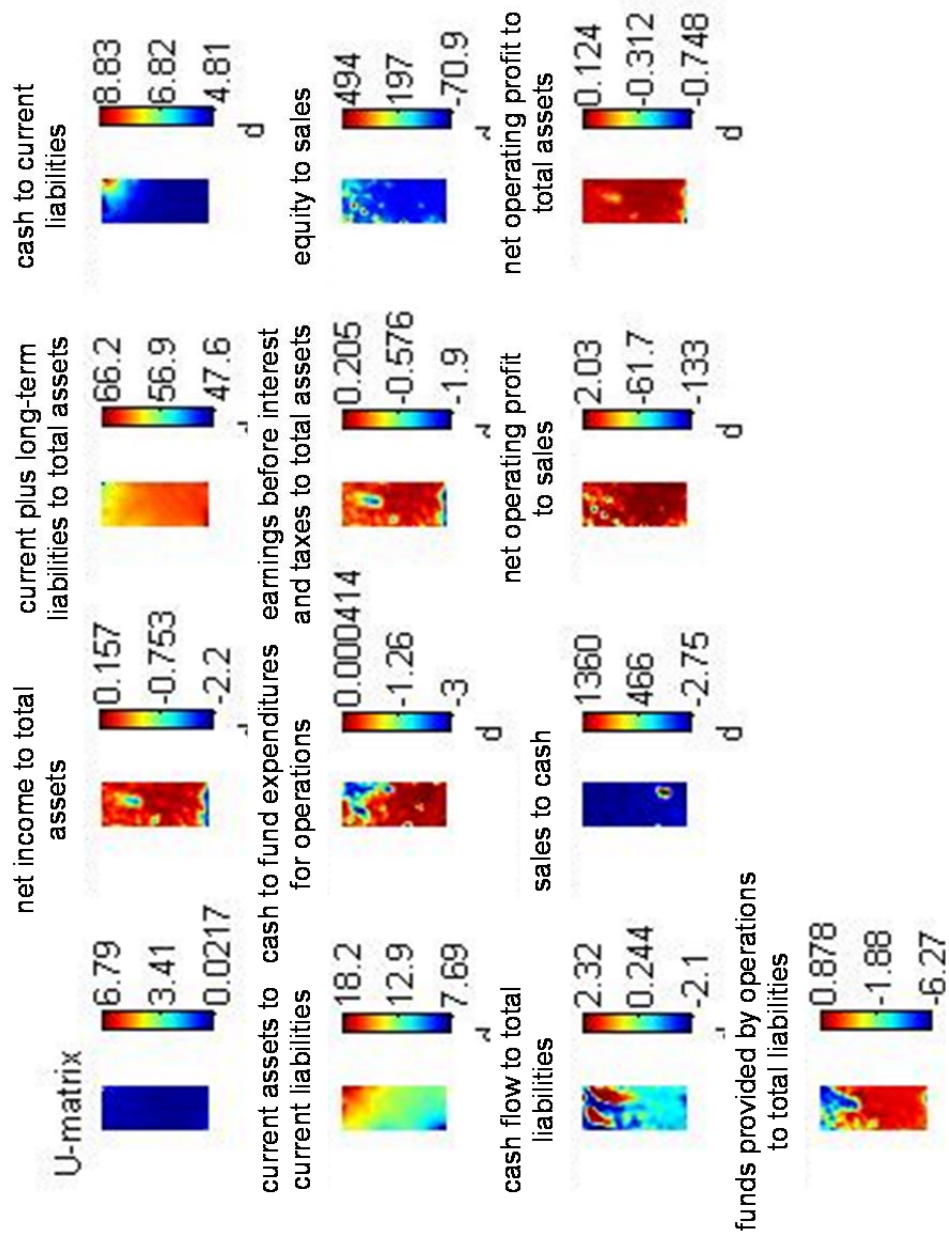 U-matrix
6.79
3.41
0.0217
net income to total
assets
0.157
-0.753
-2.2
current plus long-term
liabilities to total assets
66.2
56.9
47.6
cash to current
liabilities
8.83
6.82
4.81
d
current assets to
current liabilities
18.2
12.9
7.69
cash to fund expenditures
for operations
0.000414
-1.26
-3
d
earnings before interest
and taxes to total assets
0.205
-0.576
-1.9
equity to sales
494
197
-70.9
cash flow to total
liabilities
2.32
0.244
-2.1
sales to cash
1360
466
-2.75
d
net operating profit
to sales
2.03
-61.7
-133
d
net operating profit to
total assets
0.124
-0.312
-0.748
d
funds provided by operations
to total liabilities
0.878
-1.88
-6.27